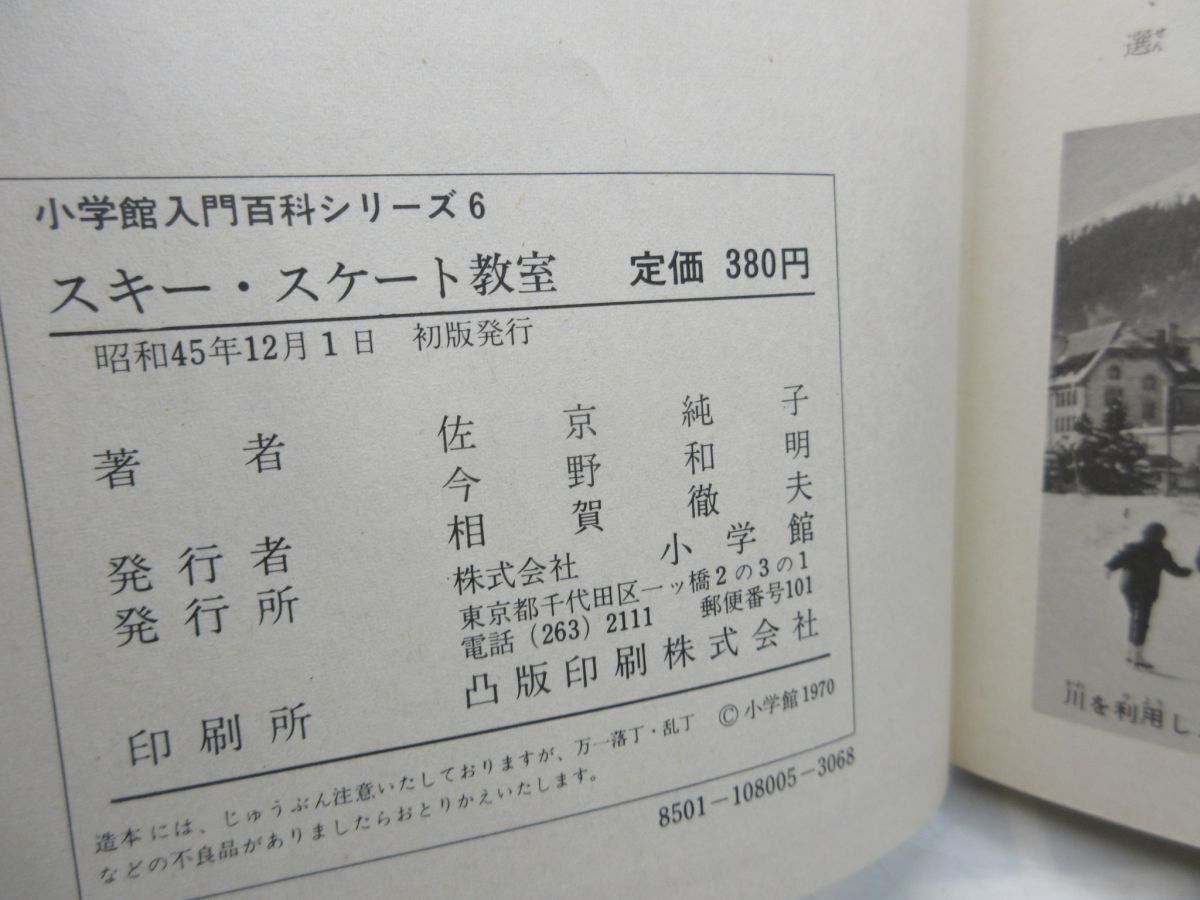 小学館入門百科シリーズ6
スキー・スケート教室 定価 380円
昭和45年12月1日 初版発行
著者 佐京純子
今野和明
発行者 相賀徹夫
発行所 株式会社 小学館
東京都千代田区一ッ橋2の3の1
電話 (263) 2111 郵便番号101
印刷所 凸版印刷株式会社
© 小学館 1970
造本には、じゅうぶん注意いたしておりますが、万一落丁・乱丁
などの不良品がありましたらおとりかえいたします。
8501-108005-3068
選
せん
川を利用し